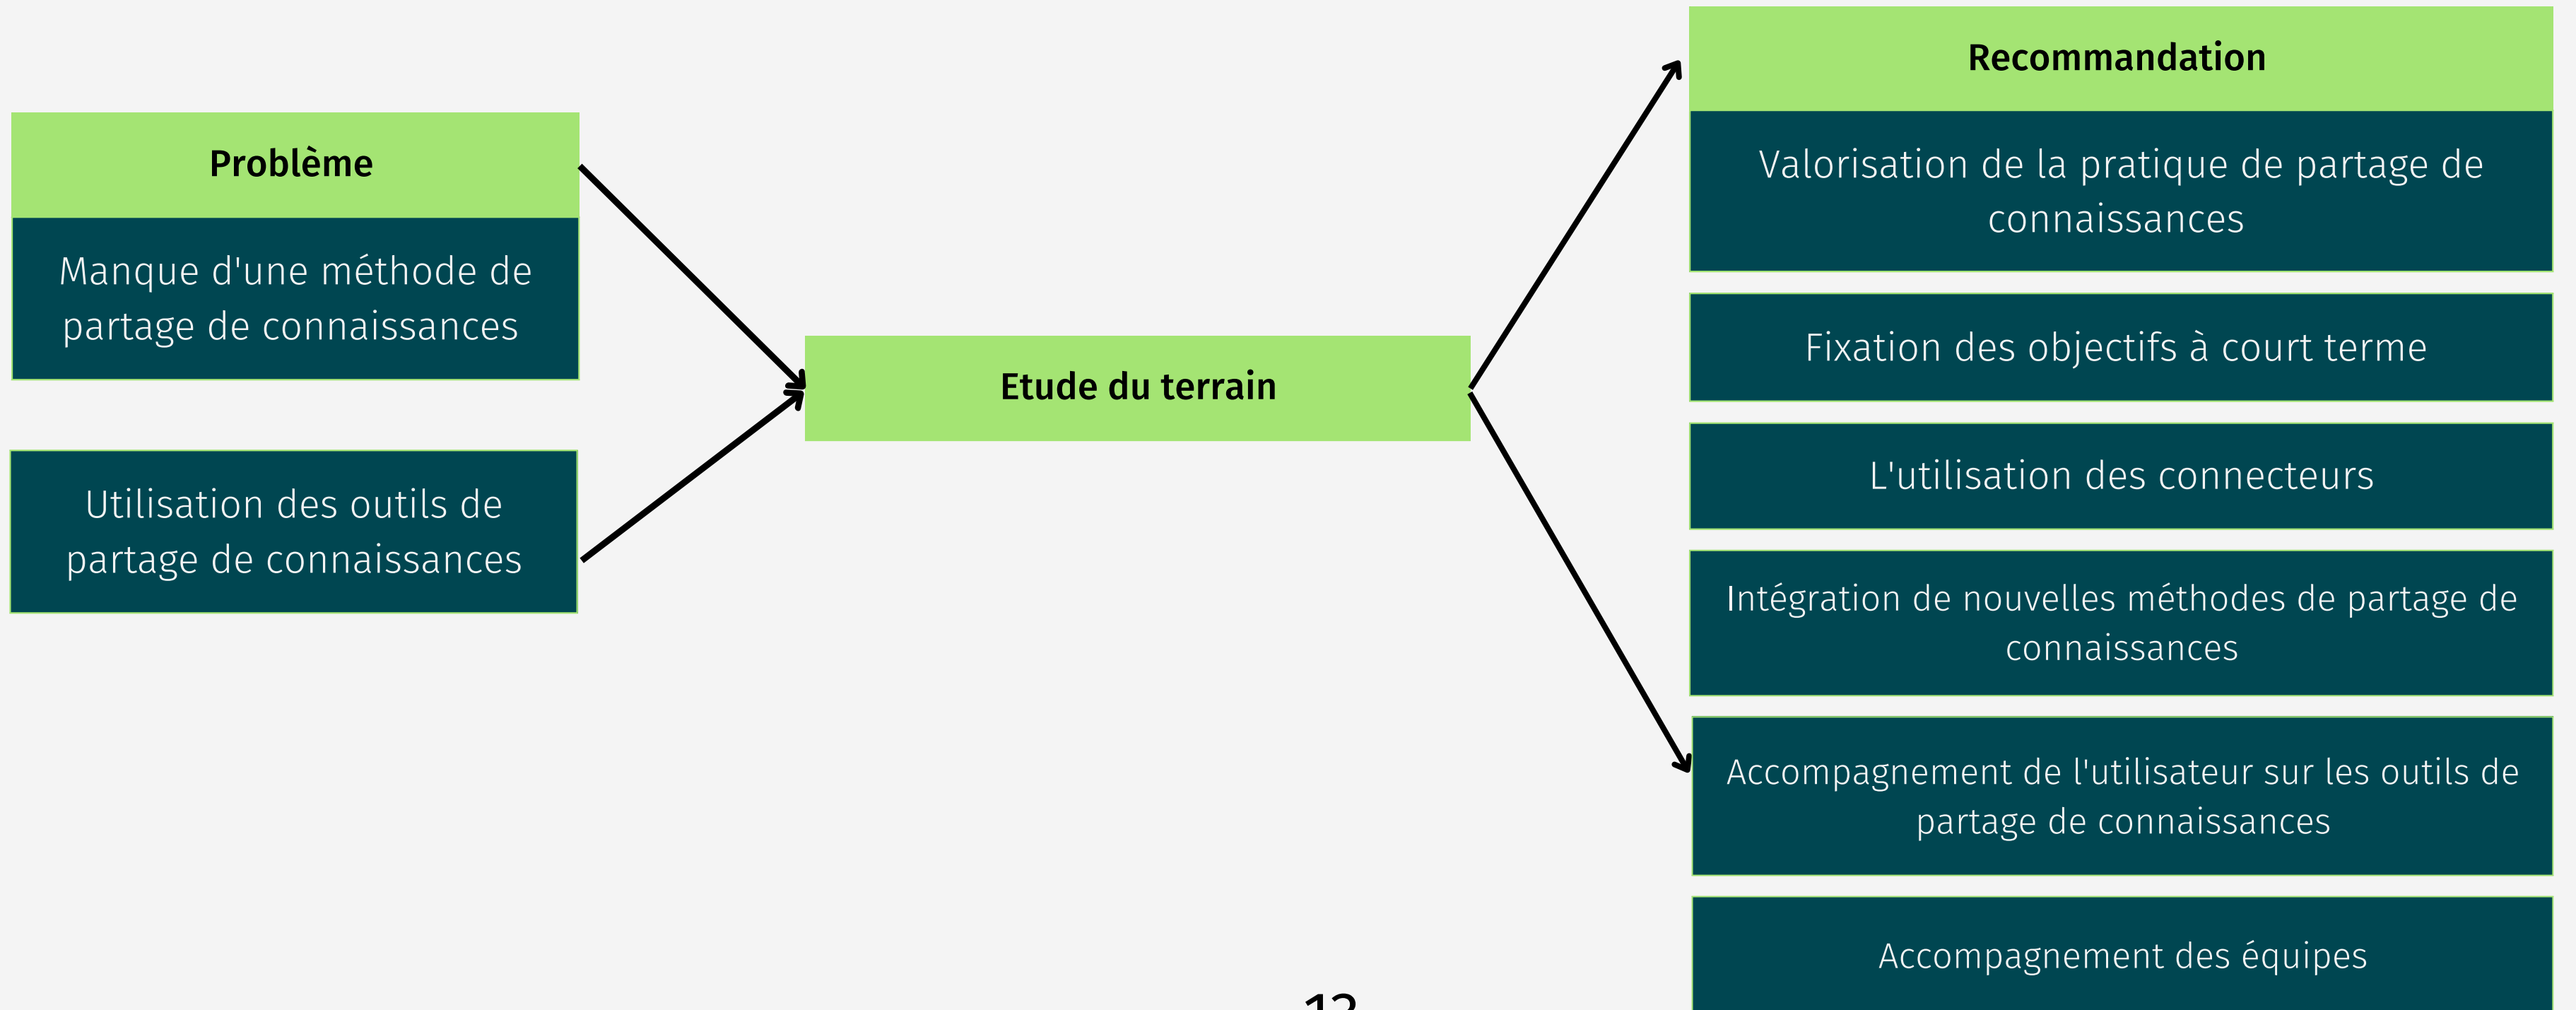 Problème
Manque d'une méthode de
partage de connaissances
Utilisation des outils de
partage de connaissances
Etude du terrain
Recommandation
Valorisation de la pratique de partage de
connaissances
Fixation des objectifs à court terme
L'utilisation des connecteurs
Intégration de nouvelles méthodes de partage de
connaissances
Accompagnement de l'utilisateur sur les outils de
partage de connaissances
Accompagnement des équipes